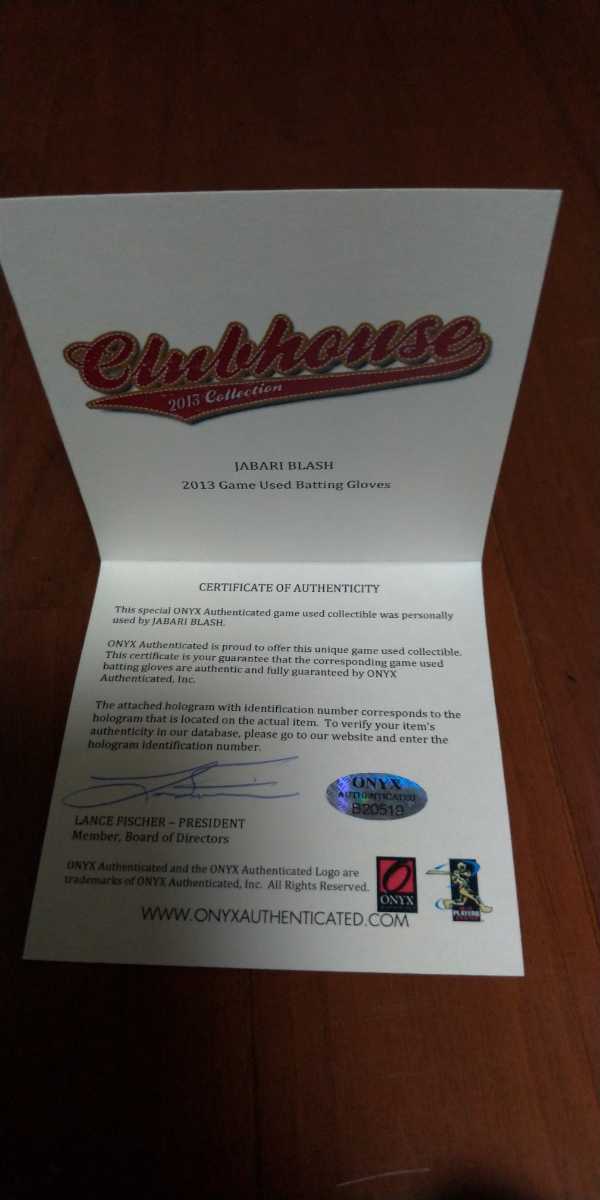 Clubhouse
2013 Collection
JABARI BLASH
2013 Game Used Batting Gloves
CERTIFICATE OF AUTHENTICITY
This special ONYX Authenticated game used collectible was personally
used by JABARI BLASH.
ONYX Authenticated is proud to offer this unique game used collectible.
This certificate is your guarantee that the corresponding game used
batting gloves are authentic and fully guaranteed by ONYX
Authenticated, Inc.
The attached hologram with identification number corresponds to the
hologram that is located on the actual item. To verify your item's
authenticity in our database, please go to our website and enter the
hologram identification number.
ONYX
AUTHENTICATED
B20519
LANCE FISCHER – PRESIDENT
Member, Board of Directors
ONYX Authenticated and the ONYX Authenticated Logo are
trademarks of ONYX Authenticated, Inc. All Rights Reserved.
ONYX
PLAYERS
WWW.ONYXAUTHENTICATED.COM